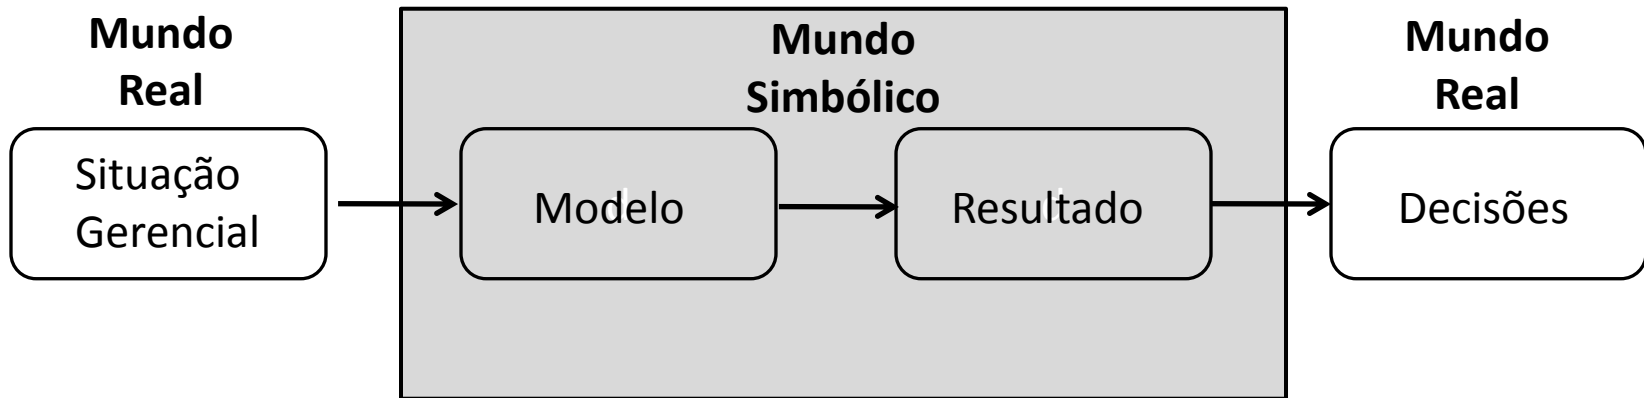 Mundo
Real
Mundo
Simbólico
Mundo
Real
Situação
Gerencial
Modelo
Resultado
Decisões